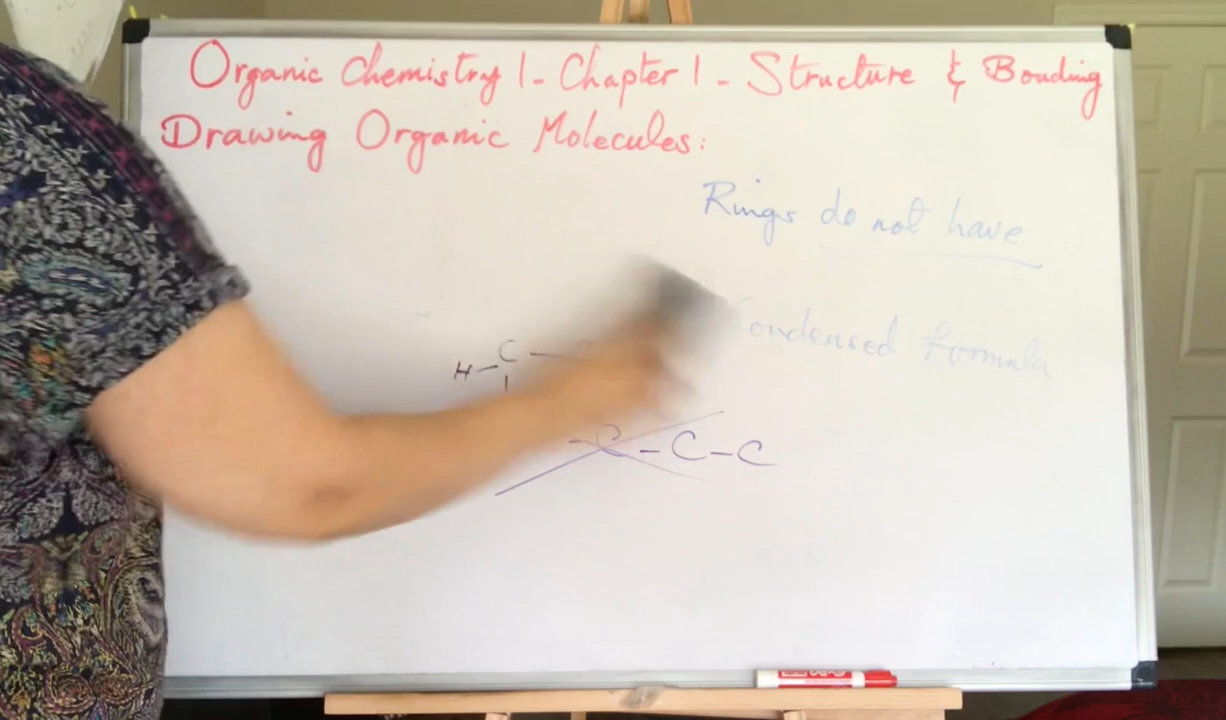 Organic Chemistry 1 - Chapter 1 - Structure & Bonding
Drawing Organic Molecules:
Rings do not have
Condensed formula
H - C -
- C - C - C